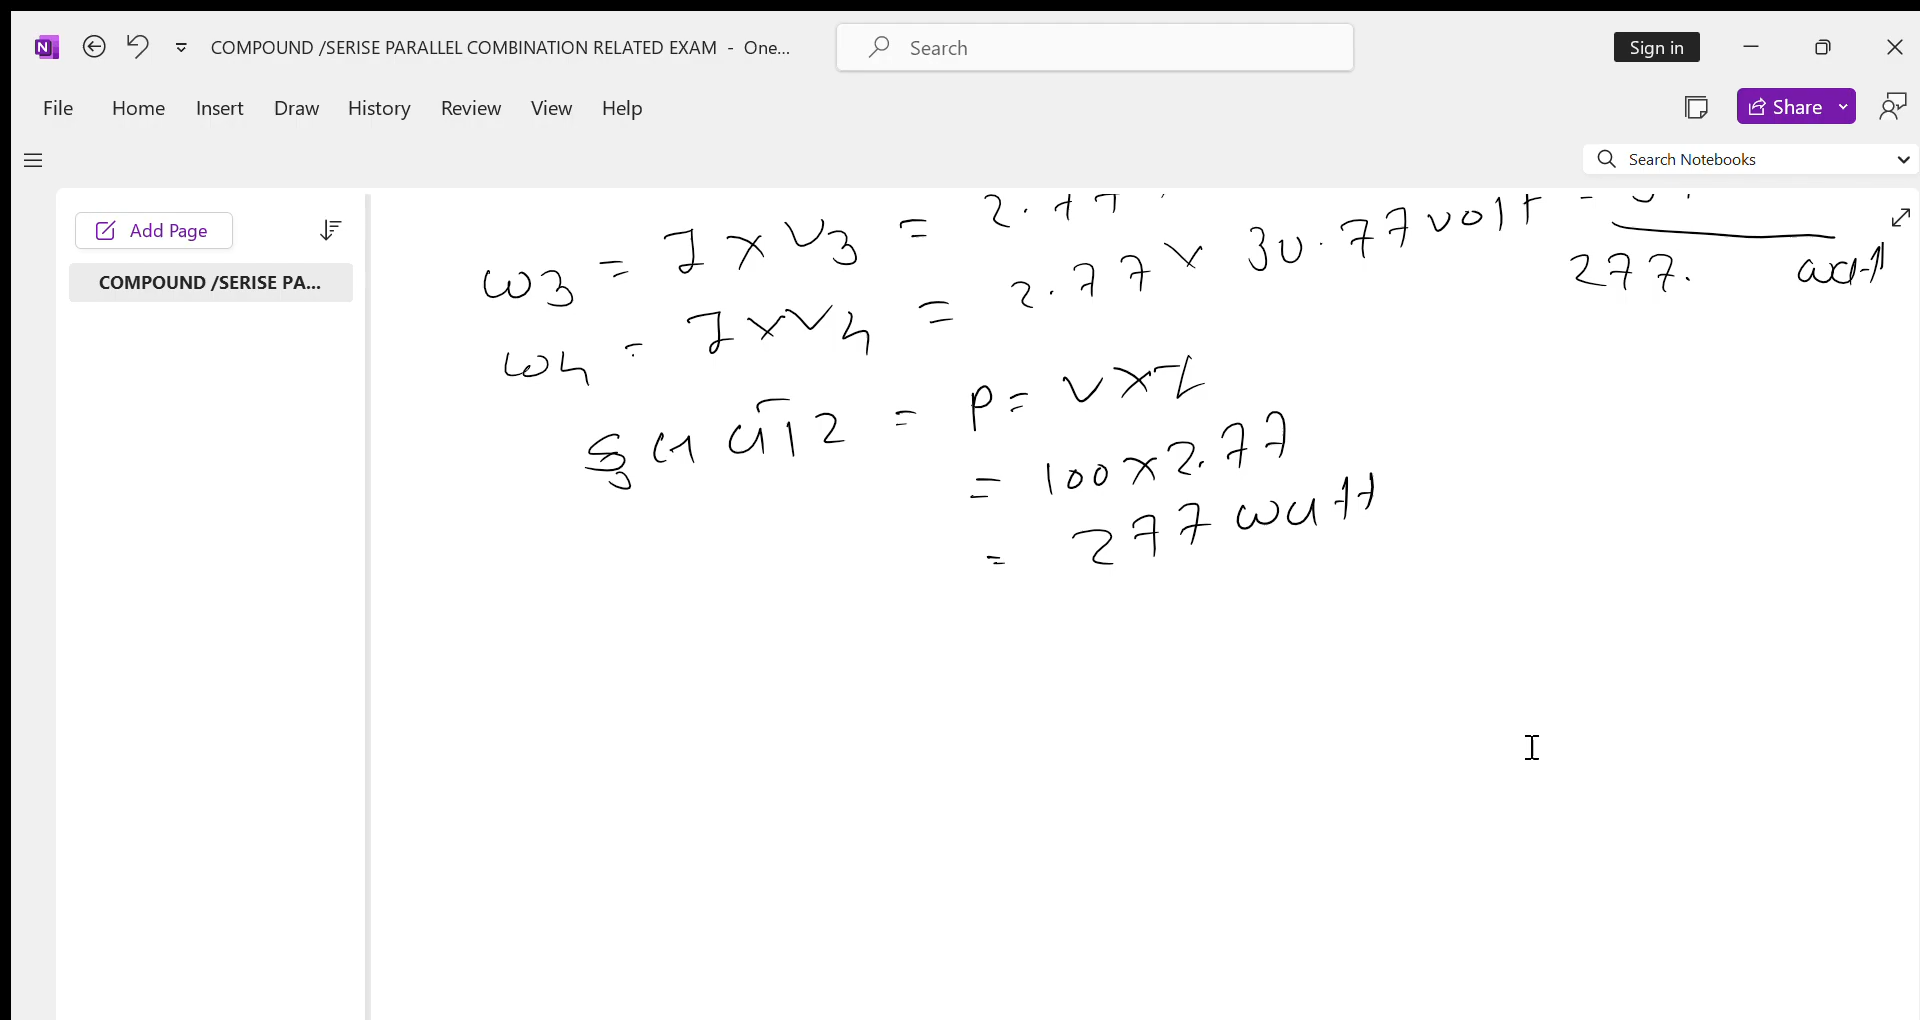 COMPOUND /SERISE PARALLEL COMBINATION RELATED EXAM - One...
Search
Sign in
File Home Insert Draw History Review View Help
Share
Search Notebooks
Add Page
COMPOUND /SERISE PA...
W3 = I x V3 = 2.77
W4 = I x V4 = 2.77 x 30.77 volt =
277. watt
= P = V x I
= 100 x 2.77
= 277 watt